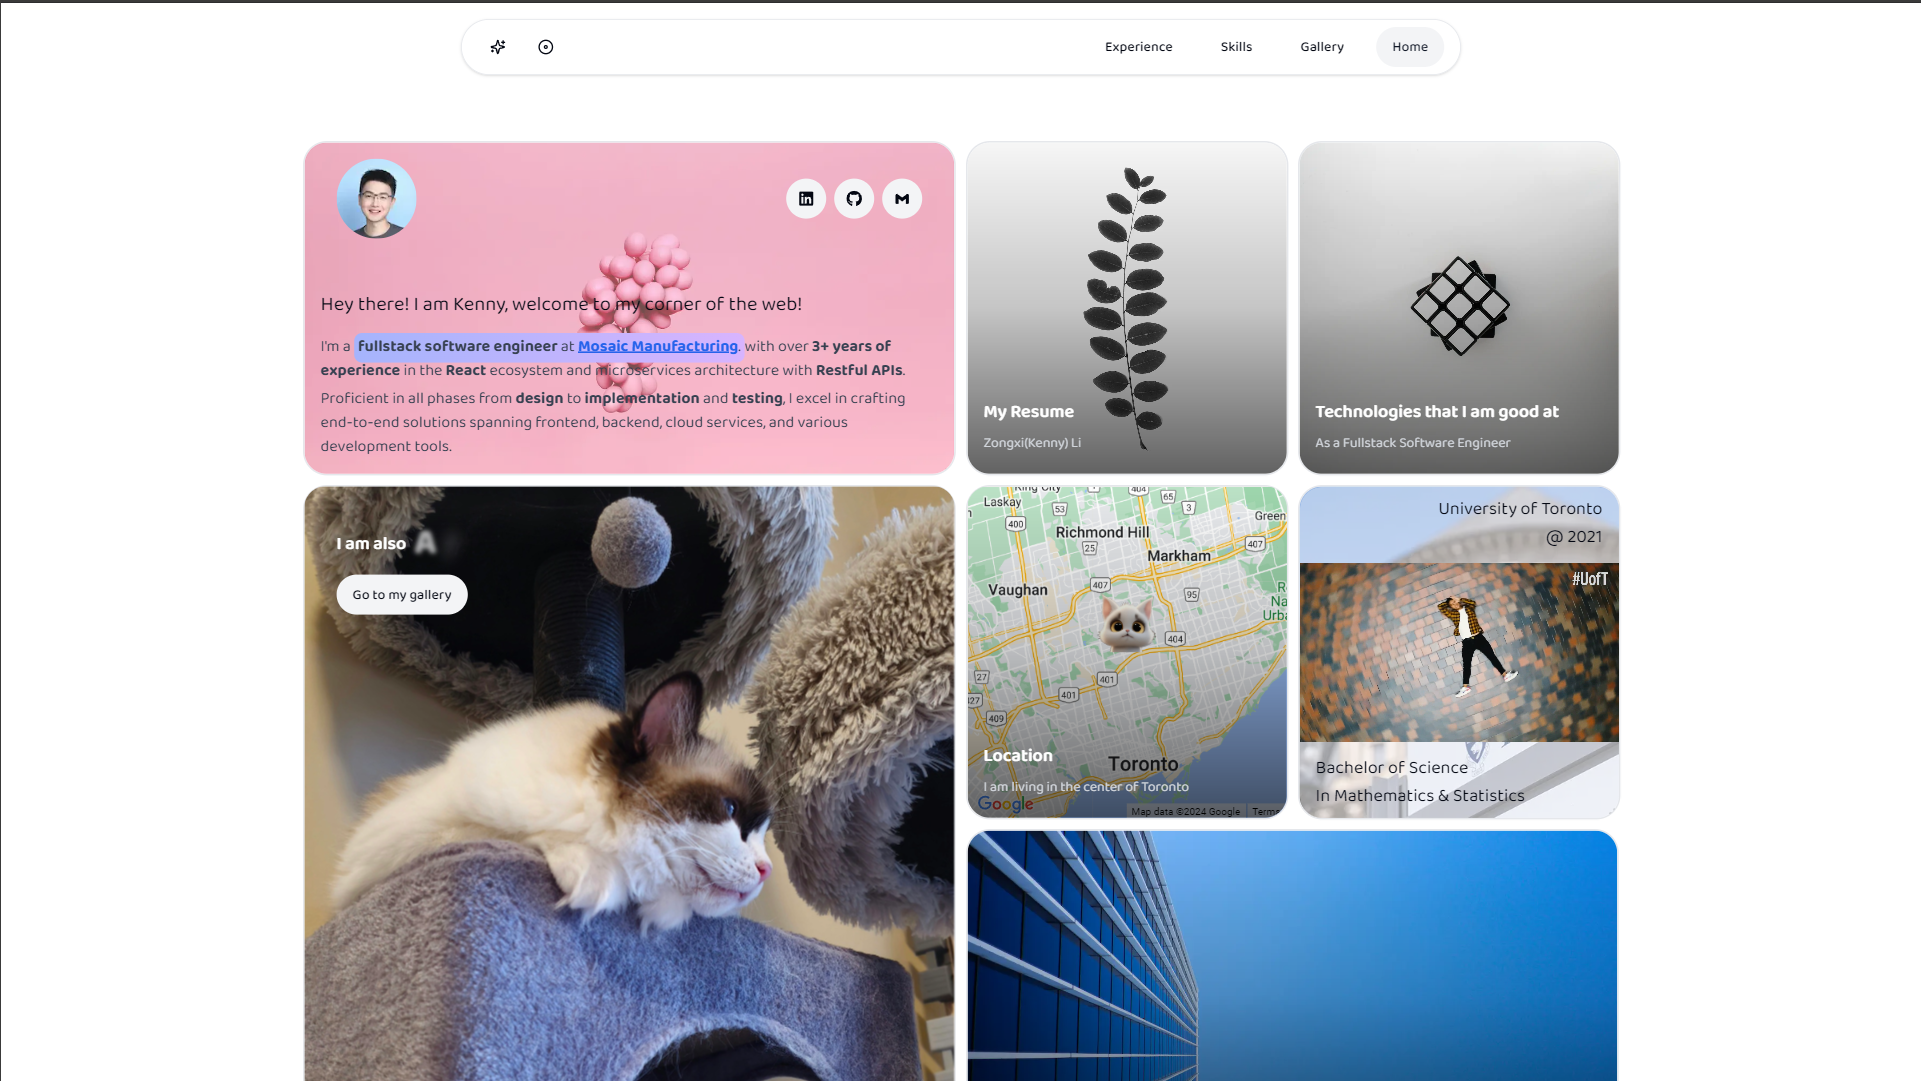 Experience
Skills
Gallery
Home
Hey there! I am Kenny, welcome to my corner of the web!
I'm a fullstack software engineer at Mosaic Manufacturing. with over 3+ years of
experience in the React ecosystem and microservices architecture with Restful APIs.
Proficient in all phases from design to implementation and testing, I excel in crafting
end-to-end solutions spanning frontend, backend, cloud services, and various
development tools.
My Resume
Zongxi(Kenny) Li
Technologies that I am good at
As a Fullstack Software Engineer
I am also A
Go to my gallery
King City
404
65
Laskay
53
3
400
Green
Richmond Hill
25
407
Markham
407
Vaughan
95
404
27
401
401
409
Location
Toronto
I am living in the center of Toronto
Google
Map data ©2024 Google
Terms
University of Toronto
@ 2021
#UofT
Bachelor of Science
In Mathematics & Statistics